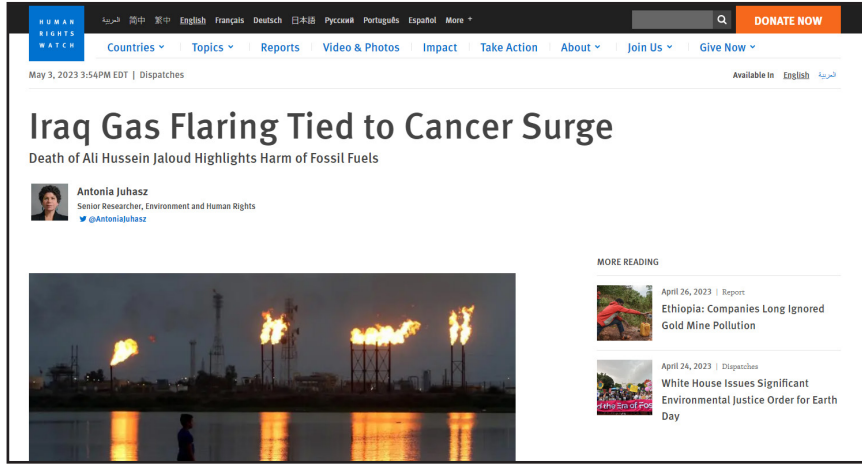 HUMAN
RIGHTS
WATCH
العربية 简中 繁中 English Français Deutsch 日本語 Русский Português Español More +
DONATE NOW
Countries Topics Reports Video & Photos Impact Take Action About Join Us Give Now
May 3, 2023 3:54PM EDT | Dispatches
Available In English العربية
Iraq Gas Flaring Tied to Cancer Surge
Death of Ali Hussein Jaloud Highlights Harm of Fossil Fuels
Antonia Juhasz
Senior Researcher, Environment and Human Rights
@AntoniaJuhasz
MORE READING
April 26, 2023 | Report
Ethiopia: Companies Long Ignored
Gold Mine Pollution
April 24, 2023 | Dispatches
White House Issues Significant
Environmental Justice Order for Earth
Day